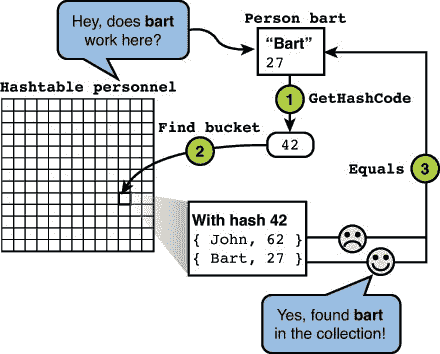 Hey, does bart
work here?
Person bart
"Bart"
27
Hashtable personnel
1
GetHashCode
Find bucket
2
42
Equals
3
With hash 42
{ John, 62 }
{ Bart, 27 }
Yes, found bart
in the collection!